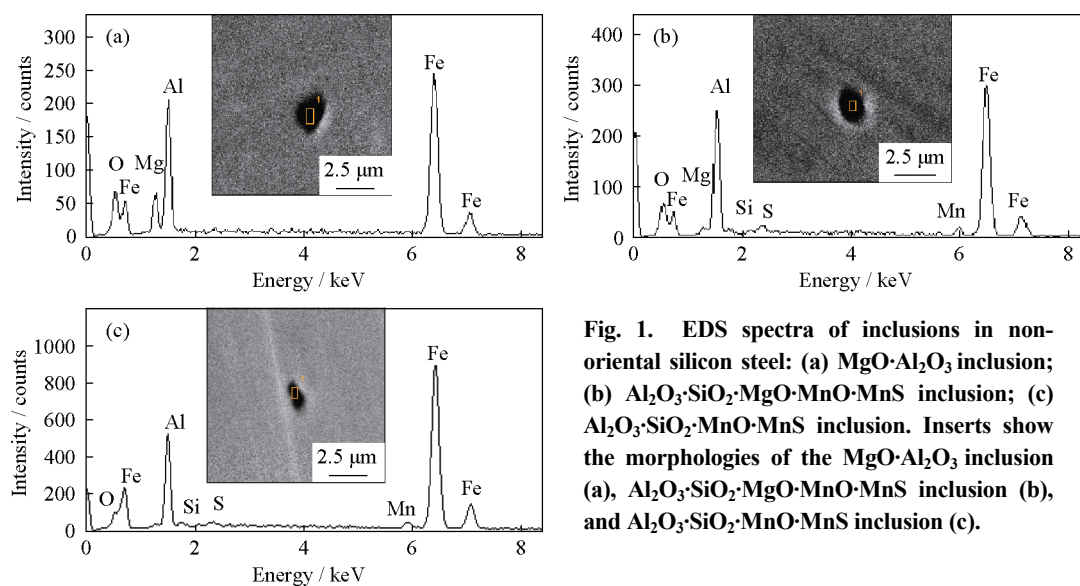 (a)
300
250
200
150
100
50
0
Intensity / counts
O
Fe
Mg
Al
Fe
Fe
1
2.5 μm
0 2 4 6 8
Energy / keV
(b)
400
300
200
100
0
Intensity / counts
O
Fe
Mg
Al
Si
S
Mn
Fe
Fe
2.5 μm
0 2 4 6 8
Energy / keV
(c)
1000
800
600
400
200
0
Intensity / counts
O
Fe
Al
Si
S
Mn
Fe
Fe
2.5 μm
0 2 4 6 8
Energy / keV
Fig. 1. EDS spectra of inclusions in non-
oriental silicon steel: (a) MgO·Al₂O₃ inclusion;
(b) Al₂O₃·SiO₂·MgO·MnO·MnS inclusion; (c)
Al₂O₃·SiO₂·MnO·MnS inclusion. Inserts show
the morphologies of the MgO·Al₂O₃ inclusion
(a), Al₂O₃·SiO₂·MgO·MnO·MnS inclusion (b),
and Al₂O₃·SiO₂·MnO·MnS inclusion (c).